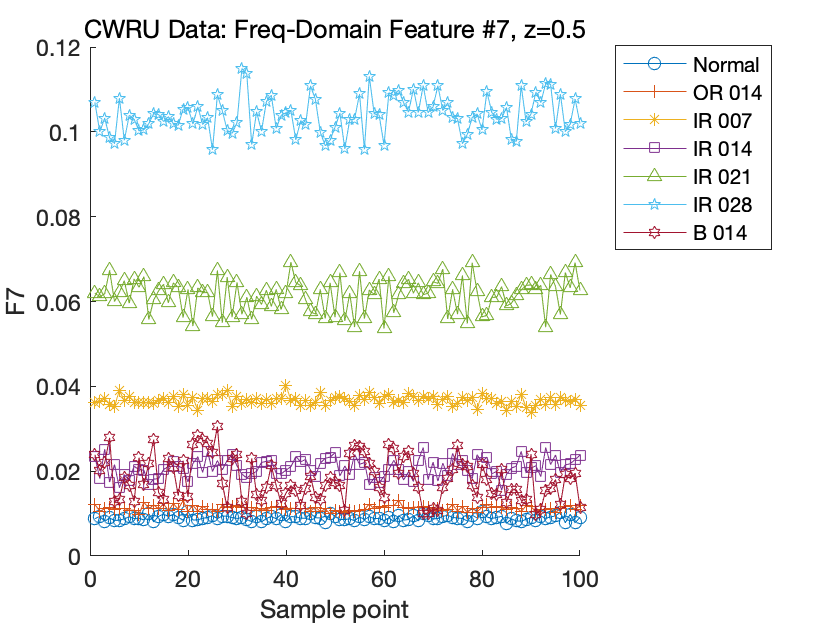 CWRU Data: Freq-Domain Feature #7, z=0.5
0.12
0.1
0.08
0.06
0.04
0.02
0
F7
0 20 40 60 80 100
Sample point
Normal
OR 014
IR 007
IR 014
IR 021
IR 028
B 014